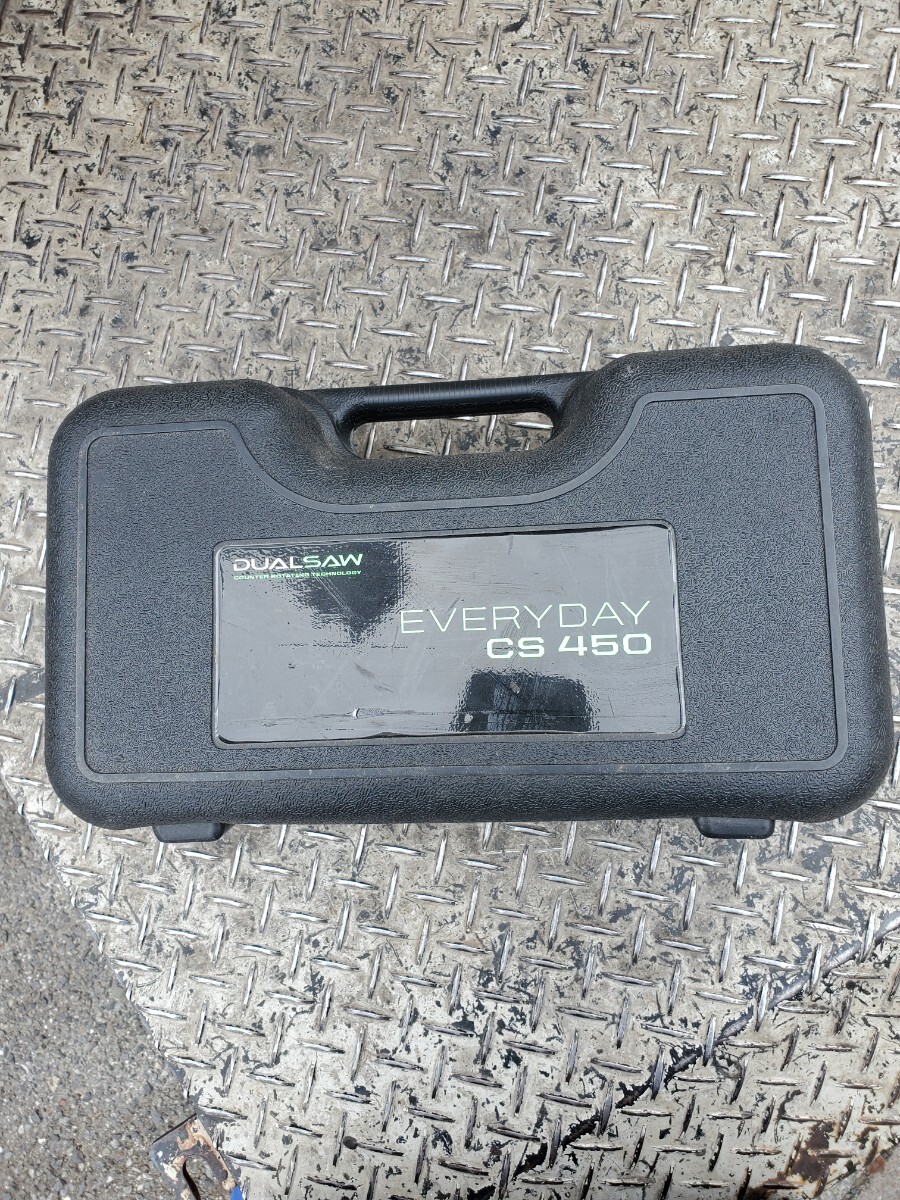 DUALSAW
COUNTER ROTATING TECHNOLOGY
EVERYDAY
CS 450